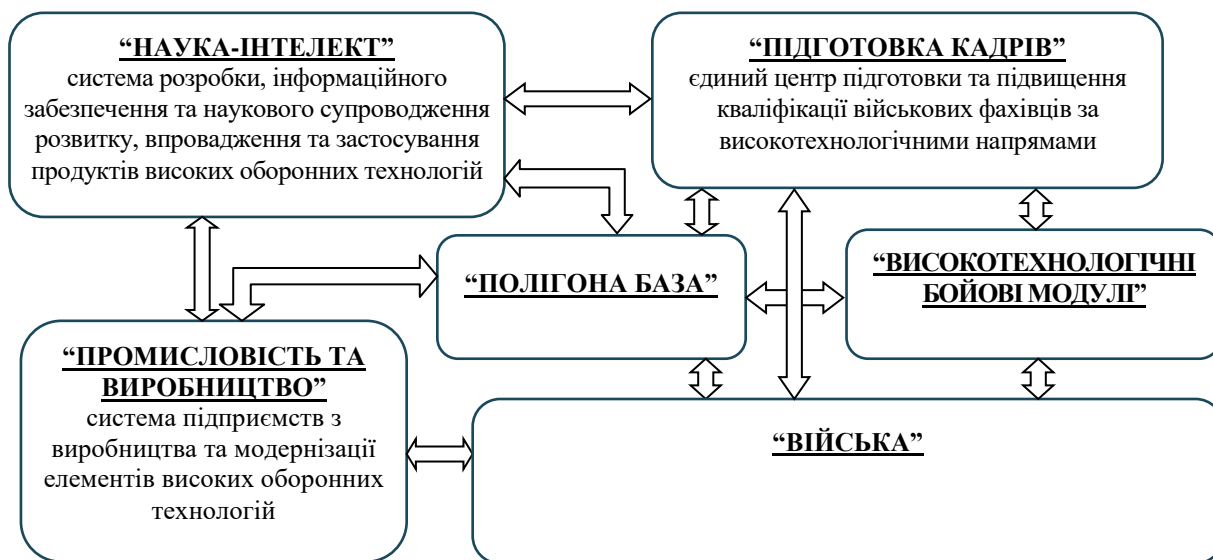 “НАУКА-ІНТЕЛЕКТ”
система розробки, інформаційного
забезпечення та наукового супроводження
розвитку, впровадження та застосування
продуктів високих оборонних технологій
“ПІДГОТОВКА КАДРІВ”
єдиний центр підготовки та підвищення
кваліфікації військових фахівців за
високотехнологічними напрямами
“ПОЛІГОНА БАЗА”
“ВИСОКОТЕХНОЛОГІЧНІ
БОЙОВІ МОДУЛІ”
“ПРОМИСЛОВІСТЬ ТА
ВИРОБНИЦТВО”
система підприємств з
виробництва та модернізації
елементів високих оборонних
технологій
“ВІЙСЬКА”